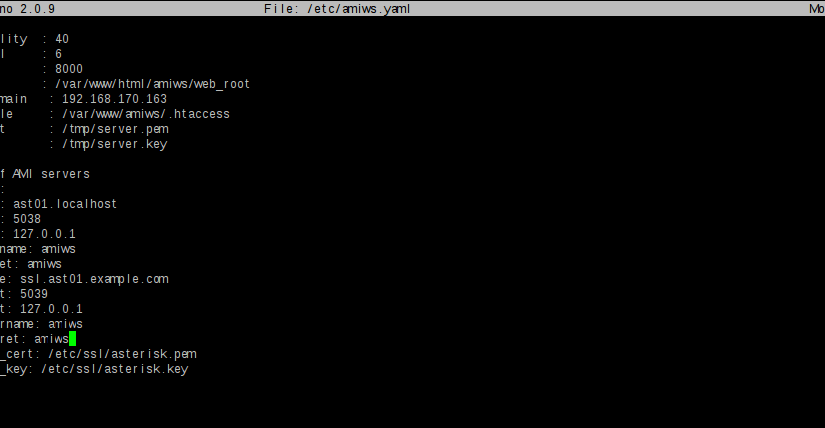 no 2.0.9 File: /etc/amiws.yaml Mo
lity : 40
l : 6
: 8000
: /var/www/html/amiws/web_root
main : 192.168.170.163
le : /var/www/amiws/.htaccess
t : /tmp/server.pem
: /tmp/server.key
f AMI servers
:
: ast01.localhost
: 5038
: 127.0.0.1
name: amiws
et: amiws
e: ssl.ast01.example.com
t: 5039
t: 127.0.0.1
rname: amiws
ret: amiws
_cert: /etc/ssl/asterisk.pem
_key: /etc/ssl/asterisk.key